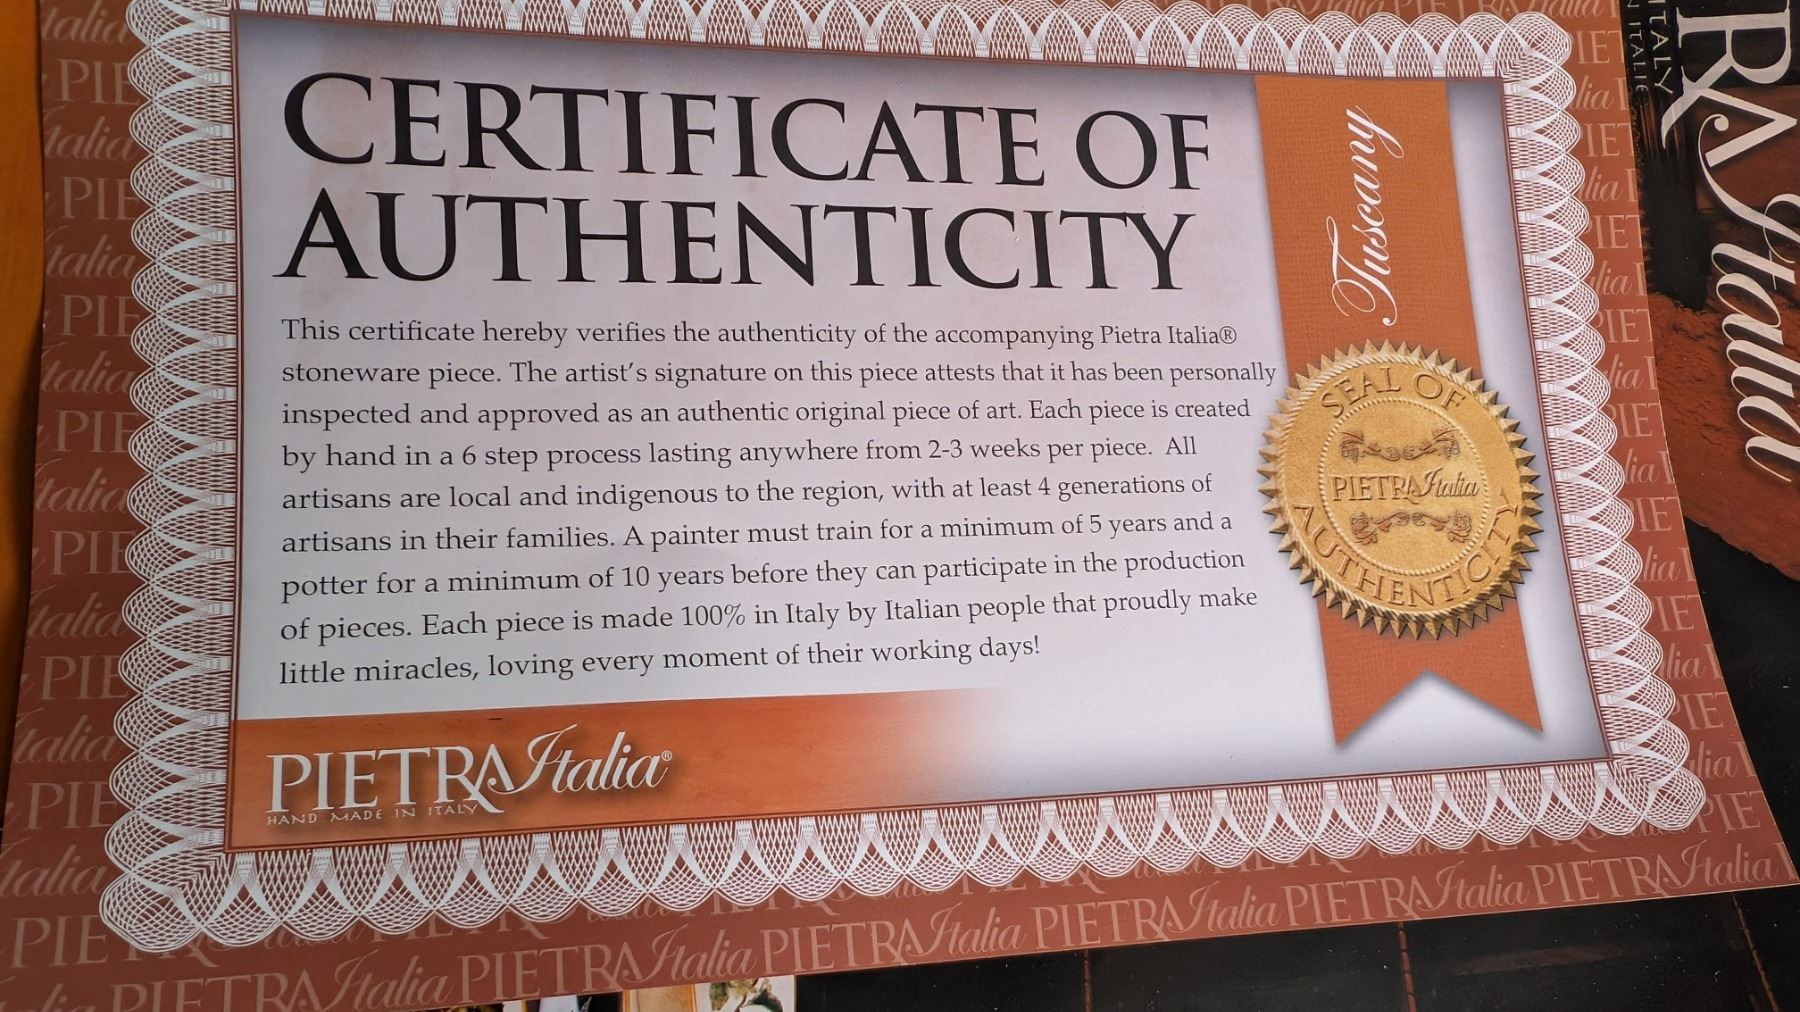 CERTIFICATE OF
AUTHENTICITY
This certificate hereby verifies the authenticity of the accompanying Pietra Italia®
stoneware piece. The artist's signature on this piece attests that it has been personally
inspected and approved as an authentic original piece of art. Each piece is created
by hand in a 6 step process lasting anywhere from 2-3 weeks per piece. All
artisans are local and indigenous to the region, with at least 4 generations of
artisans in their families. A painter must train for a minimum of 5 years and a
potter for a minimum of 10 years before they can participate in the production
of pieces. Each piece is made 100% in Italy by Italian people that proudly make
little miracles, loving every moment of their working days!
PIETRA Italia®
HAND MADE IN ITALY
Tuscany
SEAL OF
PIETRA Italia
AUTHENTICITY
RA Italia
ITALY
N ITALIE
PIETRA Italia PIETRA Italia PIETRA Italia PIETRA Italia PIETRA Italia